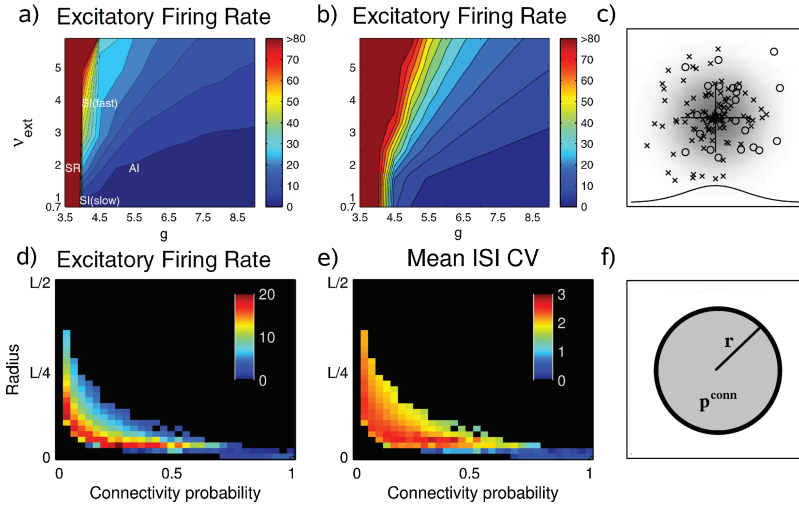 a) Excitatory Firing Rate
b) Excitatory Firing Rate
c)
ν_ext
5
4
3
2
1
0.7
3.5 4.5 5.5 6.5 7.5 8.5
g
SR
SI(fast)
AI
SI(slow)
>80
70
60
50
40
30
20
10
0
5
4
3
2
1
0.7
3.5 4.5 5.5 6.5 7.5 8.5
g
>80
70
60
50
40
30
20
10
0
d) Excitatory Firing Rate
e) Mean ISI CV
f)
Radius
L/2
L/4
0
0 0.5 1
Connectivity probability
20
10
0
L/2
L/4
0
0 0.5 1
Connectivity probability
3
2
1
0
r
p^conn